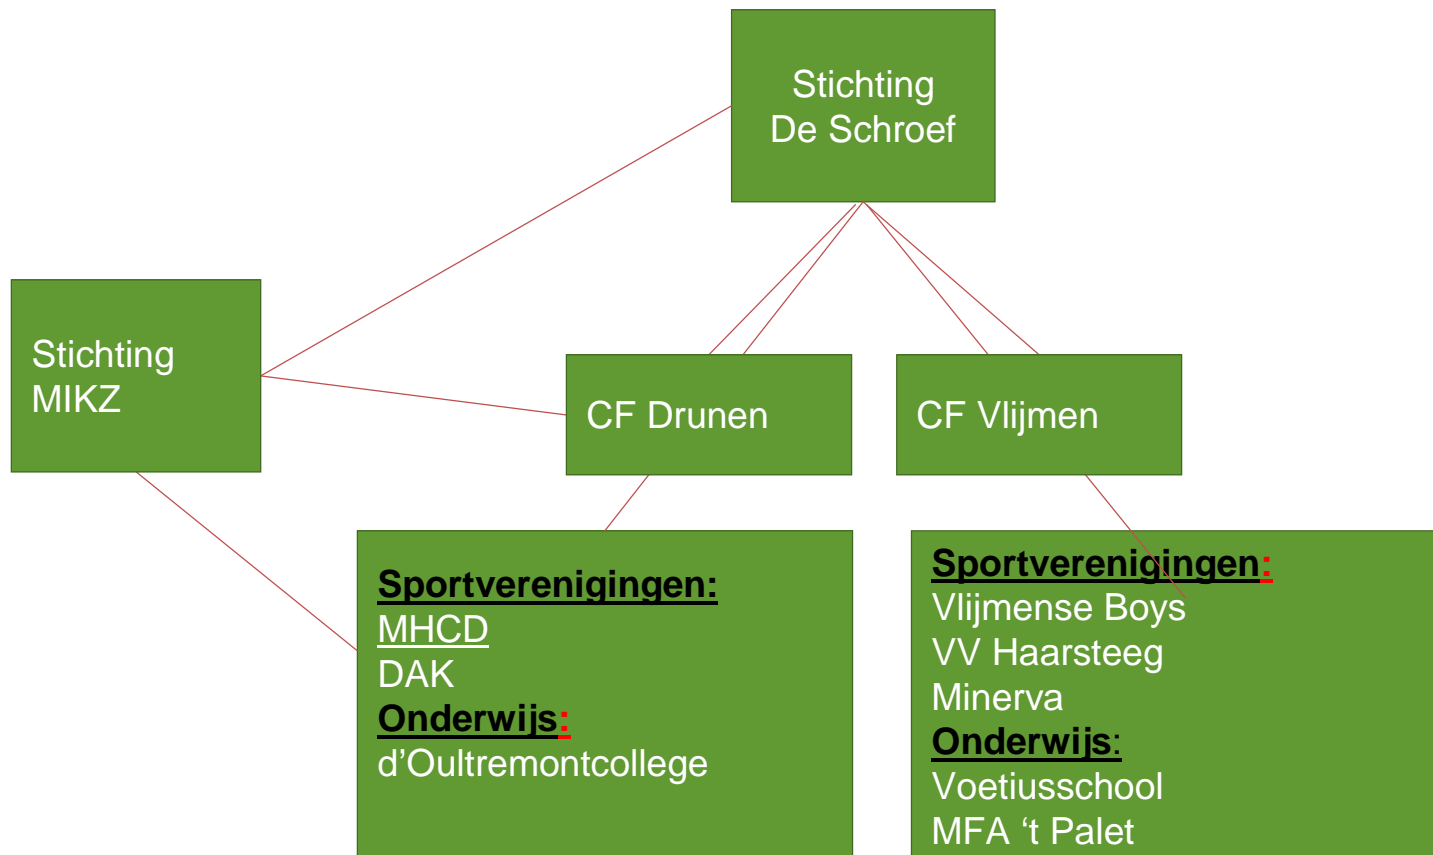 Stichting
De Schroef
Stichting
MIKZ
CF Drunen
CF Vlijmen
Sportverenigingen:
MHCD
DAK
Onderwijs:
d’Oultremontcollege
Sportverenigingen:
Vlijmense Boys
VV Haarsteeg
Minerva
Onderwijs:
Voetiusschool
MFA ‘t Palet